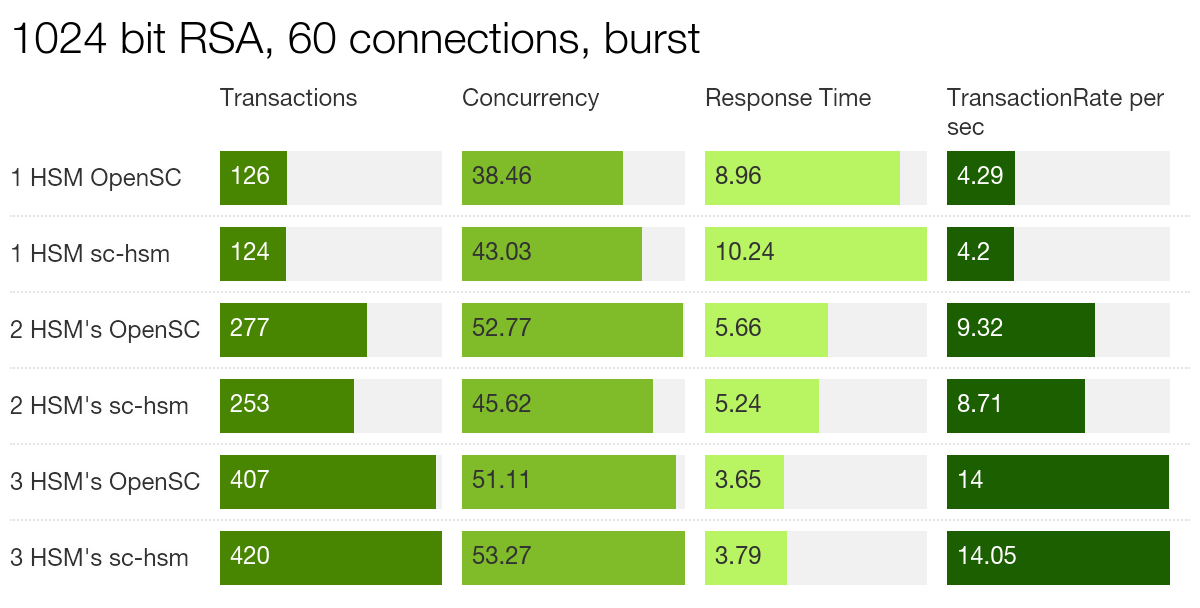 1024 bit RSA, 60 connections, burst
Transactions Concurrency Response Time TransactionRate per
sec
1 HSM OpenSC 126 38.46 8.96 4.29
1 HSM sc-hsm 124 43.03 10.24 4.2
2 HSM's OpenSC 277 52.77 5.66 9.32
2 HSM's sc-hsm 253 45.62 5.24 8.71
3 HSM's OpenSC 407 51.11 3.65 14
3 HSM's sc-hsm 420 53.27 3.79 14.05